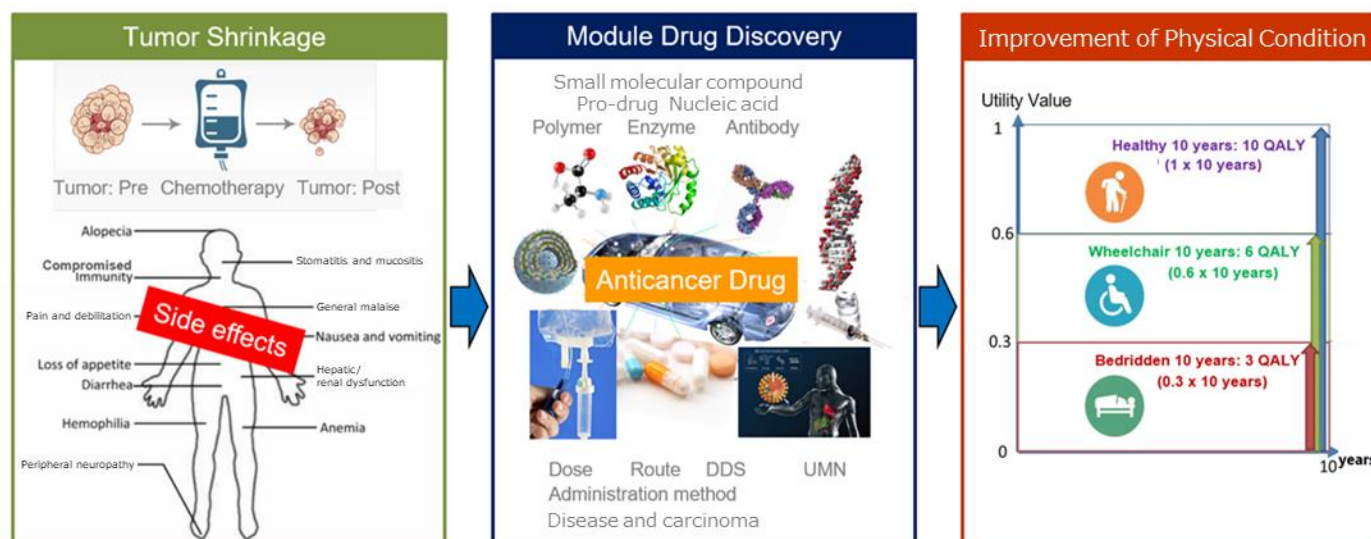 Tumor Shrinkage
Tumor: Pre Chemotherapy Tumor: Post
Alopecia
Stomatitis and mucositis
Compromised
Immunity
General malaise
Pain and debilitation
Side effects
Nausea and vomiting
Loss of appetite
Hepatic/
renal dysfunction
Diarrhea
Hemophilia
Anemia
Peripheral neuropathy
Module Drug Discovery
Small molecular compound
Pro-drug Nucleic acid
Polymer Enzyme Antibody
Anticancer Drug
Dose Route DDS UMN
Administration method
Disease and carcinoma
Improvement of Physical Condition
Utility Value
1
Healthy 10 years: 10 QALY
(1 x 10 years)
0.6
Wheelchair 10 years: 6 QALY
(0.6 x 10 years)
0.3
Bedridden 10 years: 3 QALY
(0.3 x 10 years)
0
10 years